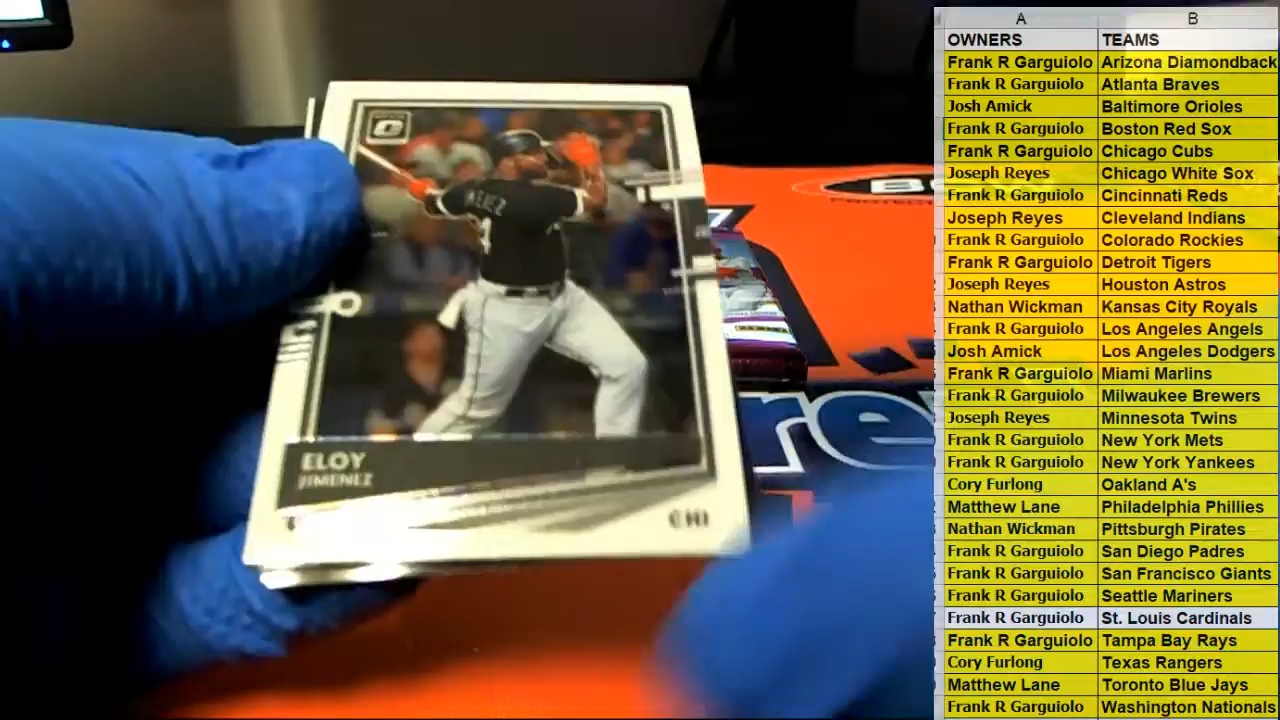 ELOY
JIMENEZ
CHI
A B
OWNERS TEAMS
Frank R Garguiolo Arizona Diamondback
Frank R Garguiolo Atlanta Braves
Josh Amick Baltimore Orioles
Frank R Garguiolo Boston Red Sox
Frank R Garguiolo Chicago Cubs
Joseph Reyes Chicago White Sox
Frank R Garguiolo Cincinnati Reds
Joseph Reyes Cleveland Indians
Frank R Garguiolo Colorado Rockies
Frank R Garguiolo Detroit Tigers
Joseph Reyes Houston Astros
Nathan Wickman Kansas City Royals
Frank R Garguiolo Los Angeles Angels
Josh Amick Los Angeles Dodgers
Frank R Garguiolo Miami Marlins
Frank R Garguiolo Milwaukee Brewers
Joseph Reyes Minnesota Twins
Frank R Garguiolo New York Mets
Frank R Garguiolo New York Yankees
Cory Furlong Oakland A's
Matthew Lane Philadelphia Phillies
Nathan Wickman Pittsburgh Pirates
Frank R Garguiolo San Diego Padres
Frank R Garguiolo San Francisco Giants
Frank R Garguiolo Seattle Mariners
Frank R Garguiolo St. Louis Cardinals
Frank R Garguiolo Tampa Bay Rays
Cory Furlong Texas Rangers
Matthew Lane Toronto Blue Jays
Frank R Garguiolo Washington Nationals